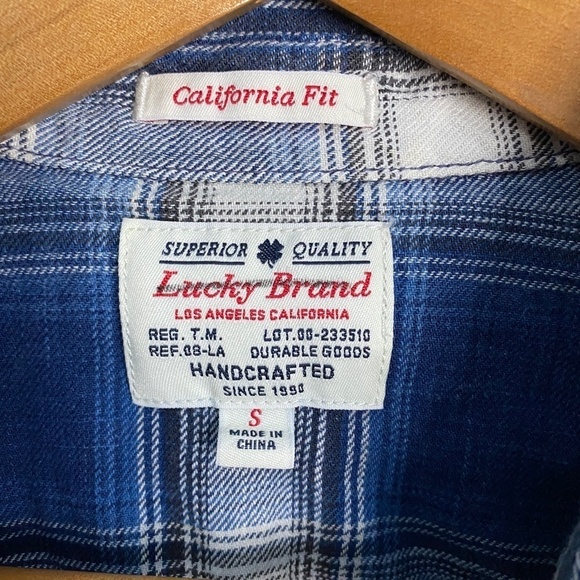 California Fit
SUPERIOR QUALITY
Lucky Brand
LOS ANGELES CALIFORNIA
REG. T.M. LOT.00-233510
REF.08-LA DURABLE GOODS
HANDCRAFTED
SINCE 1990
S
MADE IN
CHINA